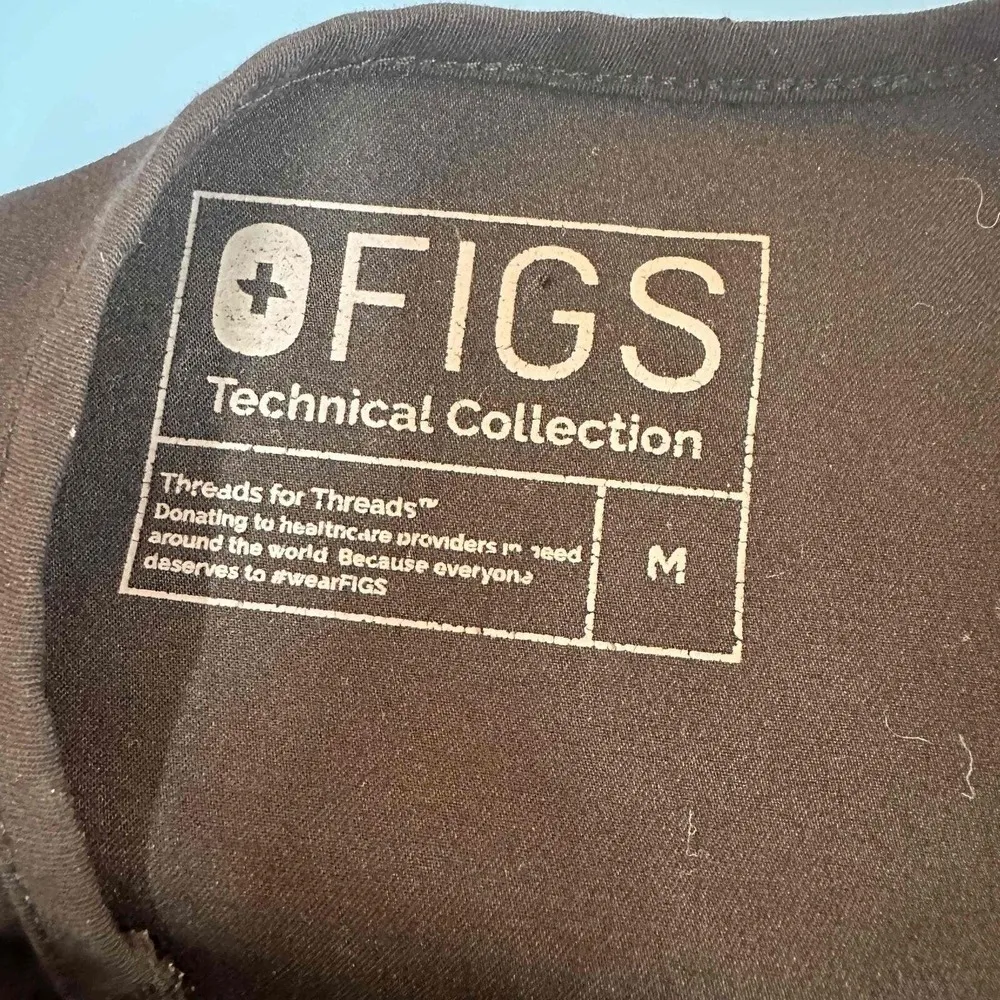 FIGS
Technical Collection
Threads for Threads™
Donating to healthcare providers in need
around the world. Because everyone
deserves to #wearFIGS
M